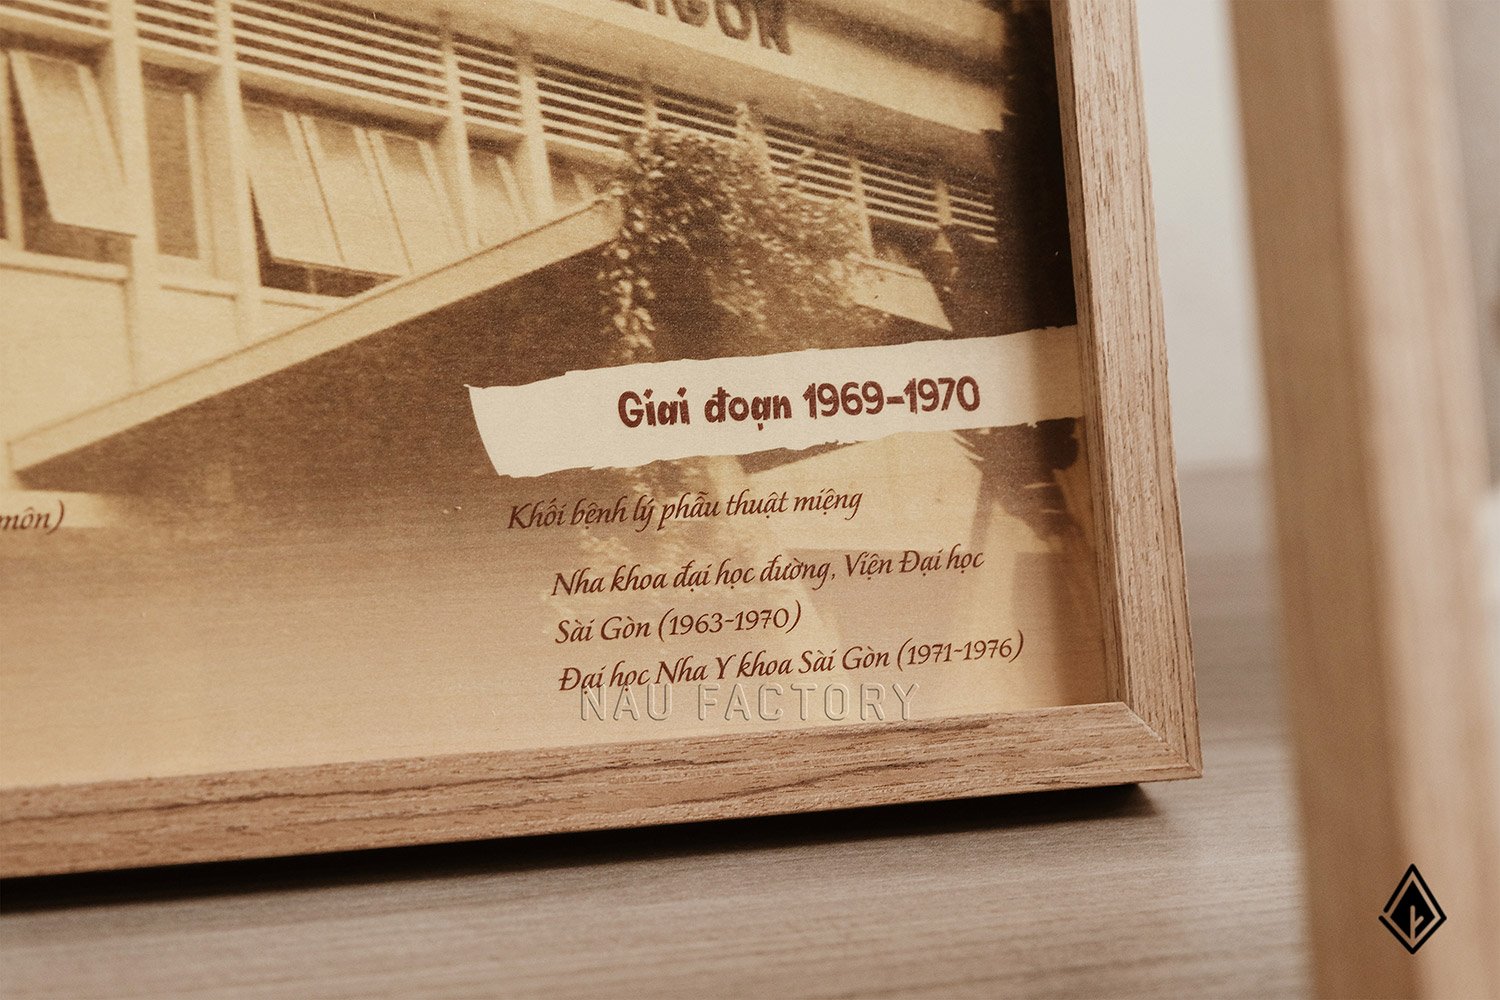 Giai đoạn 1969-1970
môn)
Khối bệnh lý phẫu thuật miệng
Nha khoa đại học đường, Viện Đại học
Sài Gòn (1963-1970)
Đại học Nha Y khoa Sài Gòn (1971-1976)
NAU FACTORY